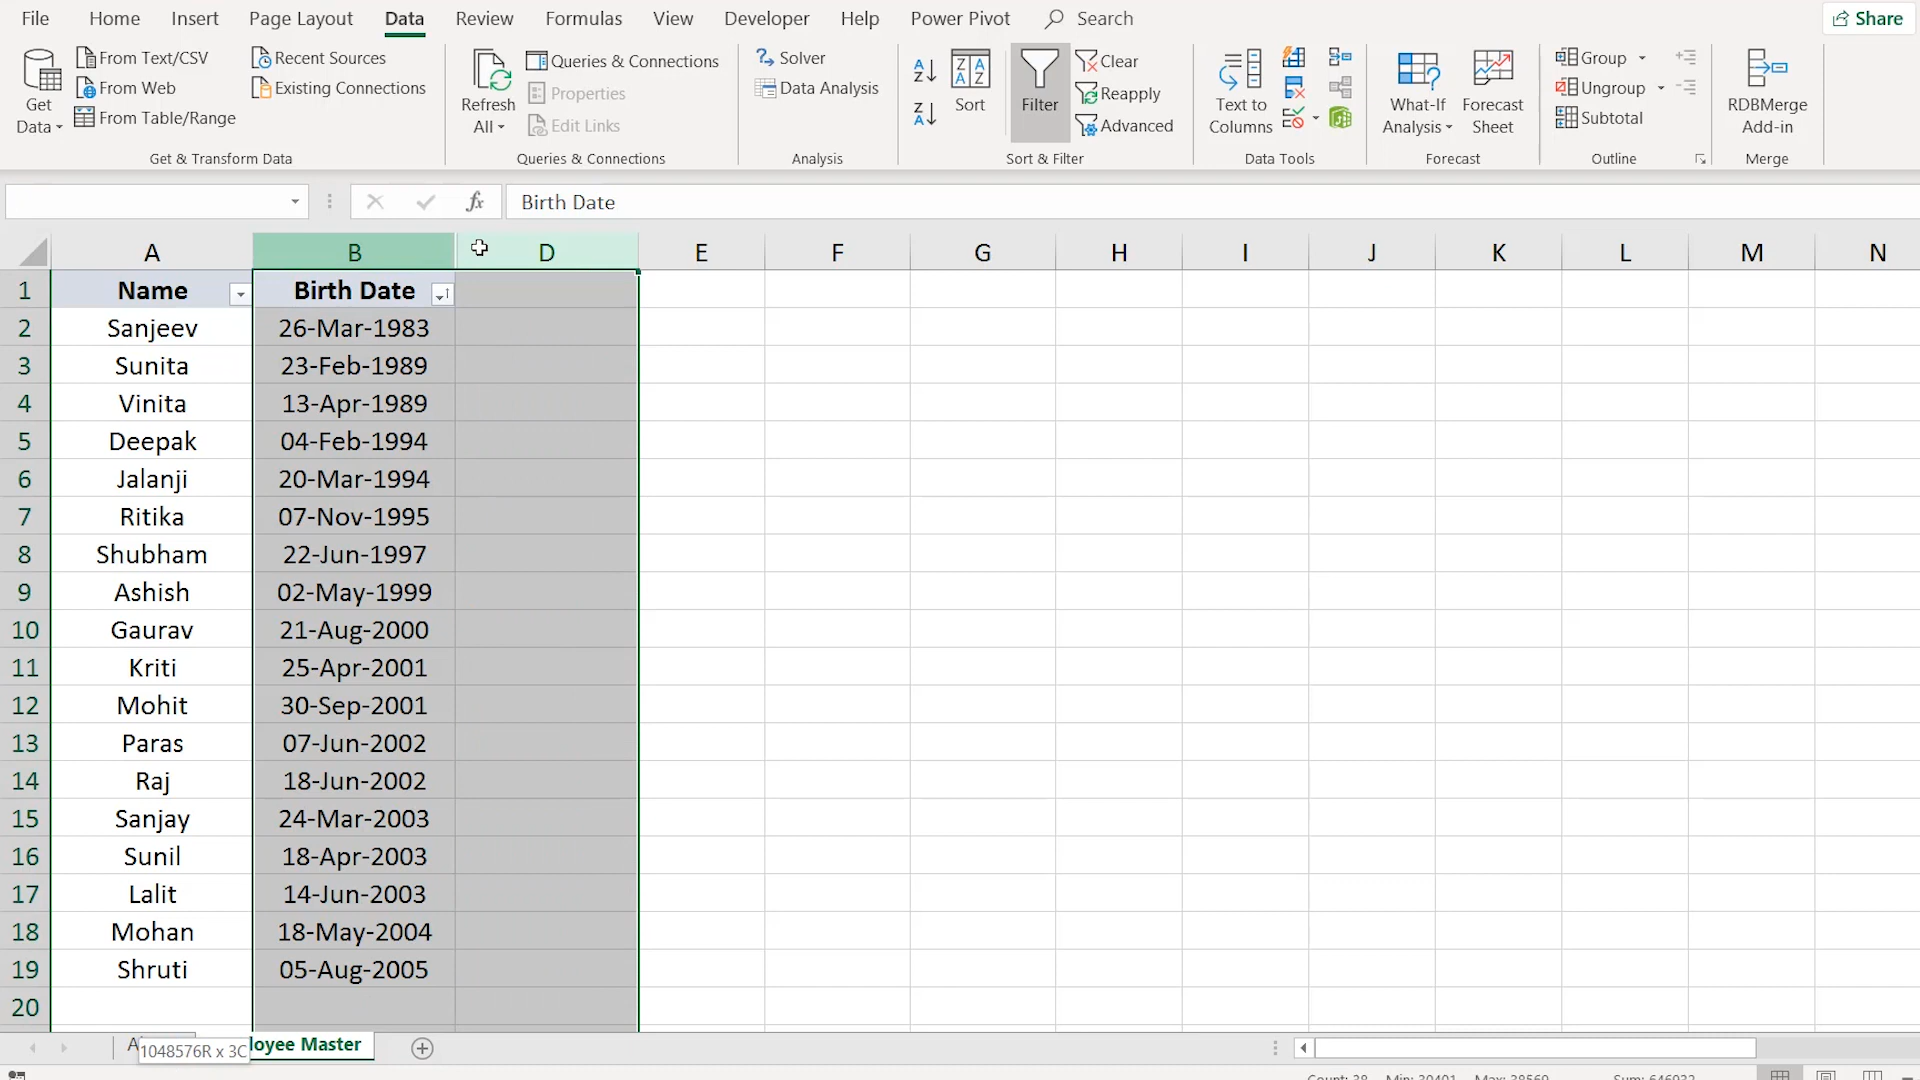 File Home Insert Page Layout Data Review Formulas View Developer Help Power Pivot Search Share
Get Data
From Text/CSV
From Web
From Table/Range
Recent Sources
Existing Connections
Get & Transform Data
Refresh All
Queries & Connections
Properties
Edit Links
Queries & Connections
Solver
Data Analysis
Analysis
Sort
Filter
Clear
Reapply
Advanced
Sort & Filter
Text to Columns
Data Tools
What-If Analysis
Forecast Sheet
Forecast
Group
Ungroup
Subtotal
Outline
RDBMerge Add-in
Merge
fx Birth Date
A B D E F G H I J K L M N
1 Name Birth Date
2 Sanjeev 26-Mar-1983
3 Sunita 23-Feb-1989
4 Vinita 13-Apr-1989
5 Deepak 04-Feb-1994
6 Jalanji 20-Mar-1994
7 Ritika 07-Nov-1995
8 Shubham 22-Jun-1997
9 Ashish 02-May-1999
10 Gaurav 21-Aug-2000
11 Kriti 25-Apr-2001
12 Mohit 30-Sep-2001
13 Paras 07-Jun-2002
14 Raj 18-Jun-2002
15 Sanjay 24-Mar-2003
16 Sunil 18-Apr-2003
17 Lalit 14-Jun-2003
18 Mohan 18-May-2004
19 Shruti 05-Aug-2005
20
1048576R x 3C loyee Master
Count: 38 Min: 30401 Max: 38569 Sum: 646932